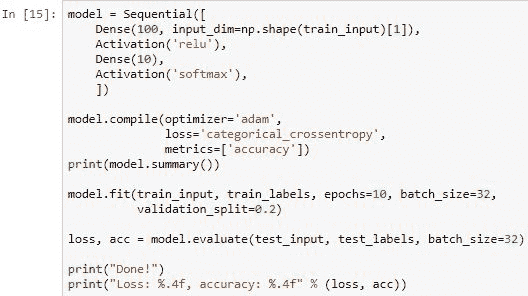 In [15]: model = Sequential([
    Dense(100, input_dim=np.shape(train_input)[1]),
    Activation('relu'),
    Dense(10),
    Activation('softmax'),
    ])
model.compile(optimizer='adam',
              loss='categorical_crossentropy',
              metrics=['accuracy'])
print(model.summary())
model.fit(train_input, train_labels, epochs=10, batch_size=32,
          validation_split=0.2)
loss, acc = model.evaluate(test_input, test_labels, batch_size=32)
print("Done!")
print("Loss: %.4f, accuracy: %.4f" % (loss, acc))